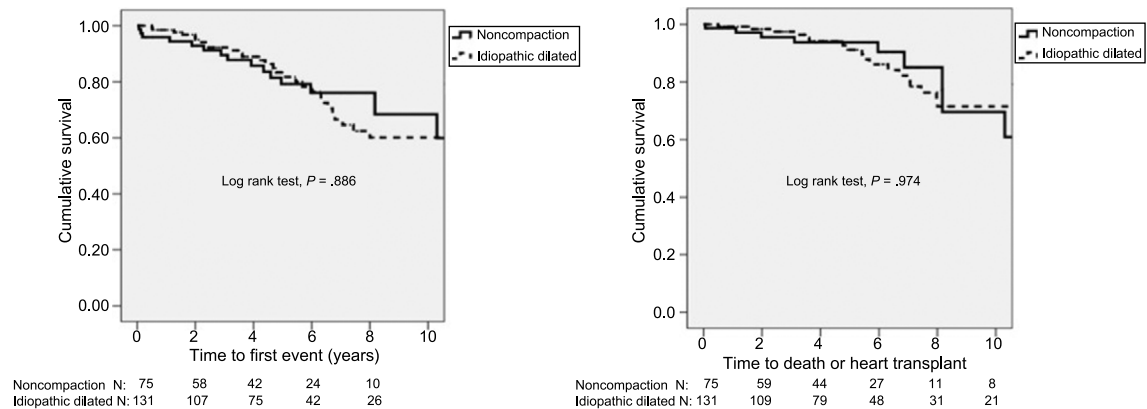 1.00
0.80
0.60
0.40
0.20
0.00
Cumulative survival
Noncompaction
Idiopathic dilated
Log rank test, P = .886
0 2 4 6 8 10
Time to first event (years)
Noncompaction N: 75 58 42 24 10
Idiopathic dilated N: 131 107 75 42 26
1.0
0.80
0.60
0.40
0.20
0.0
Cumulative survival
Noncompaction
Idiopathic dilated
Log rank test, P = .974
0 2 4 6 8 10
Time to death or heart transplant
Noncompaction N: 75 59 44 27 11 8
Idiopathic dilated N: 131 109 79 48 31 21